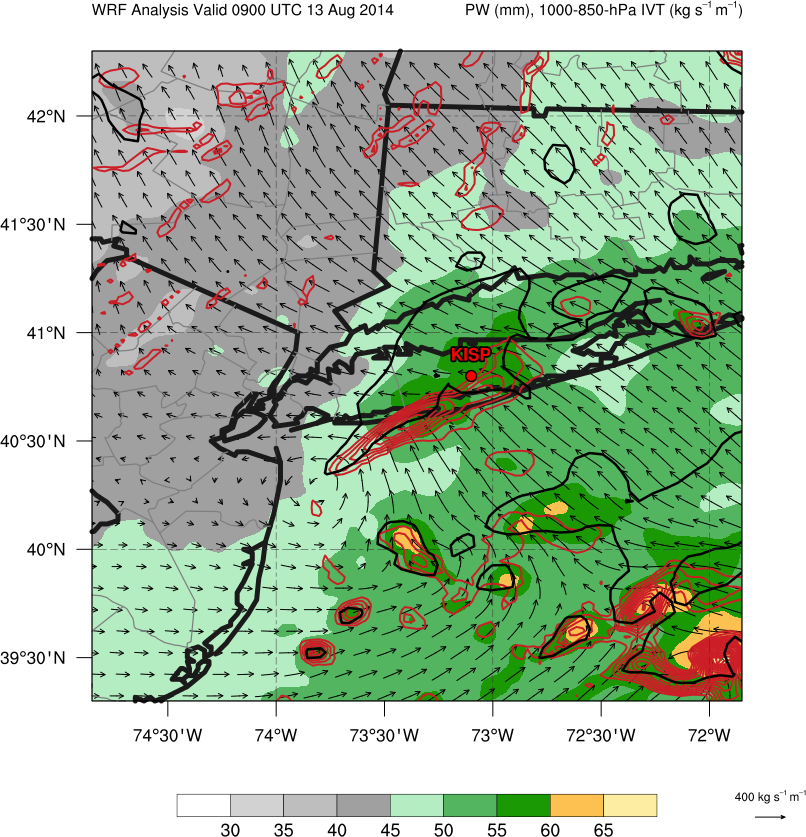 WRF Analysis Valid 0900 UTC 13 Aug 2014 PW (mm), 1000-850-hPa IVT (kg s⁻¹ m⁻¹)
42°N
41°30'N
KISP
41°N
40°30'N
40°N
39°30'N
74°30'W 74°W 73°30'W 73°W 72°30'W 72°W
400 kg s⁻¹ m⁻¹
30 35 40 45 50 55 60 65